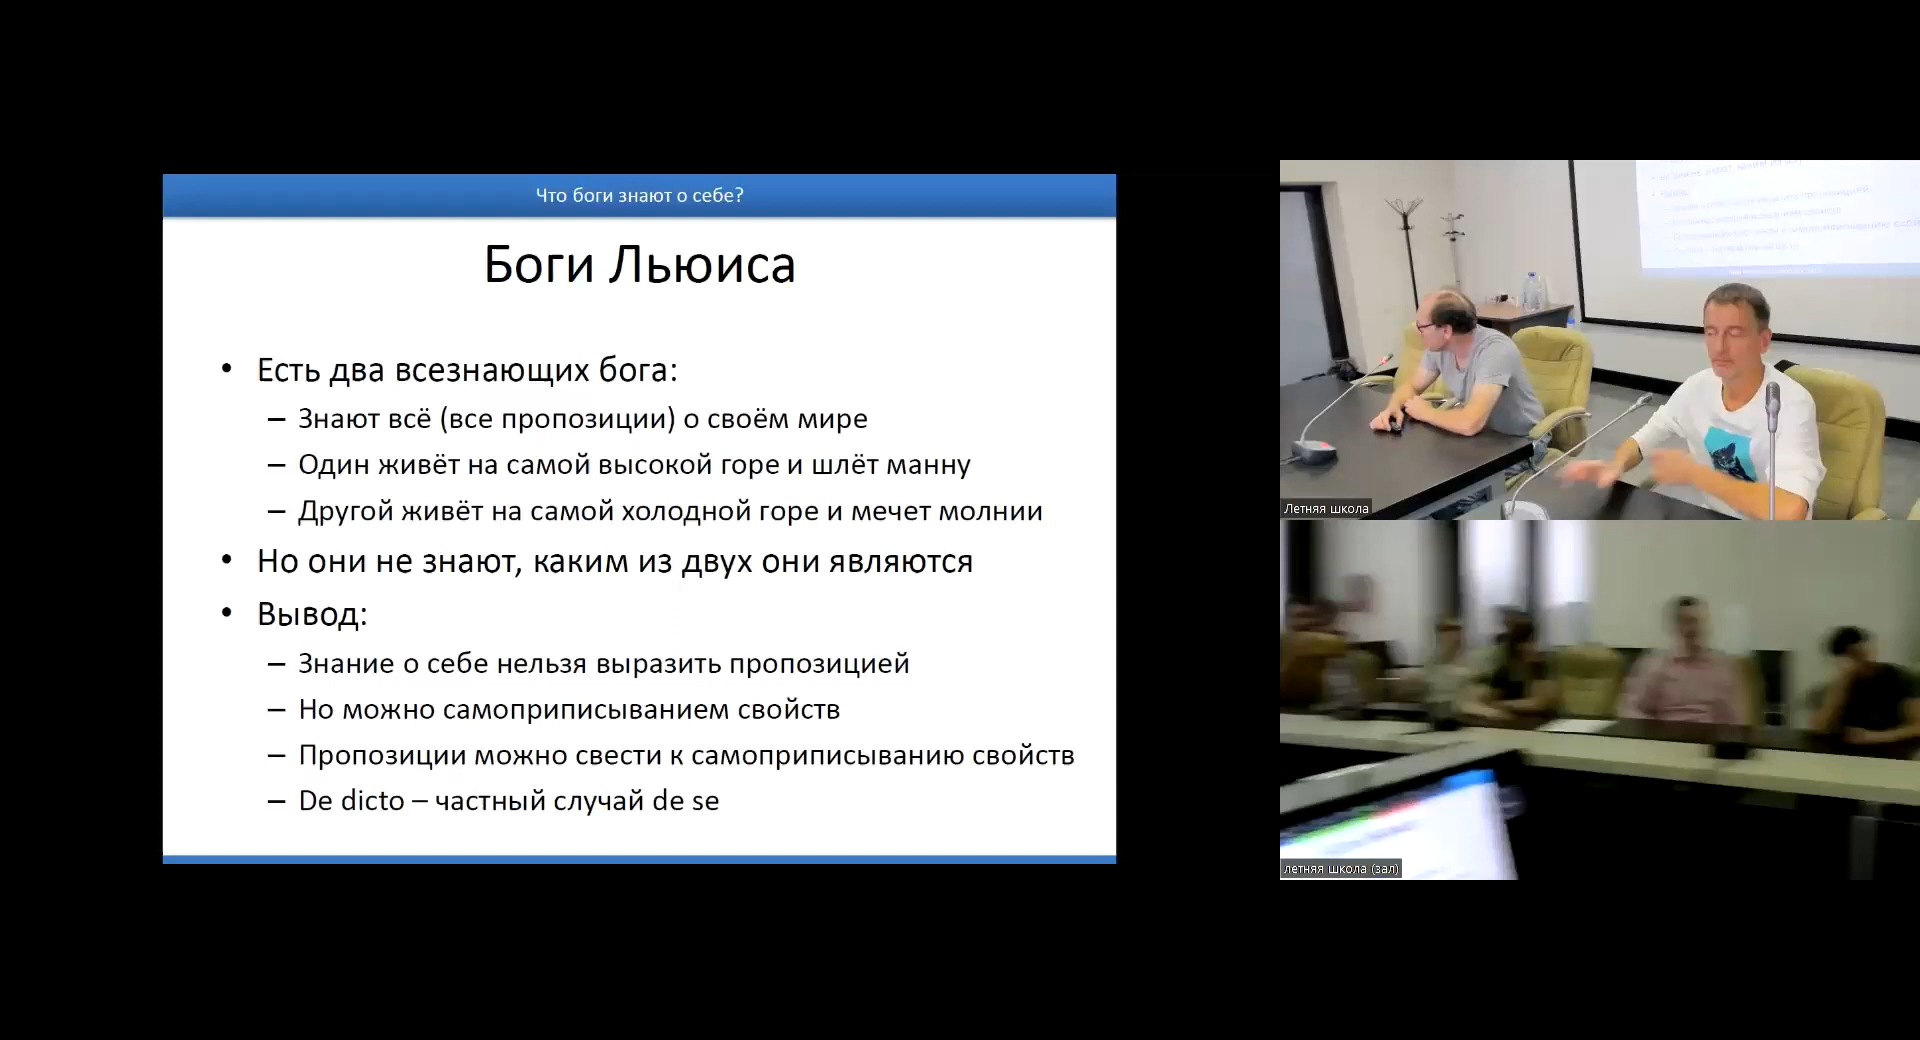 Что боги знают о себе?
Боги Льюиса
• Есть два всезнающих бога:
– Знают всё (все пропозиции) о своём мире
– Один живёт на самой высокой горе и шлёт манну
– Другой живёт на самой холодной горе и мечет молнии
• Но они не знают, каким из двух они являются
• Вывод:
– Знание о себе нельзя выразить пропозицией
– Но можно самоприписыванием свойств
– Пропозиции можно свести к самоприписыванию свойств
– De dicto – частный случай de se
Летняя школа
летняя школа (зал)